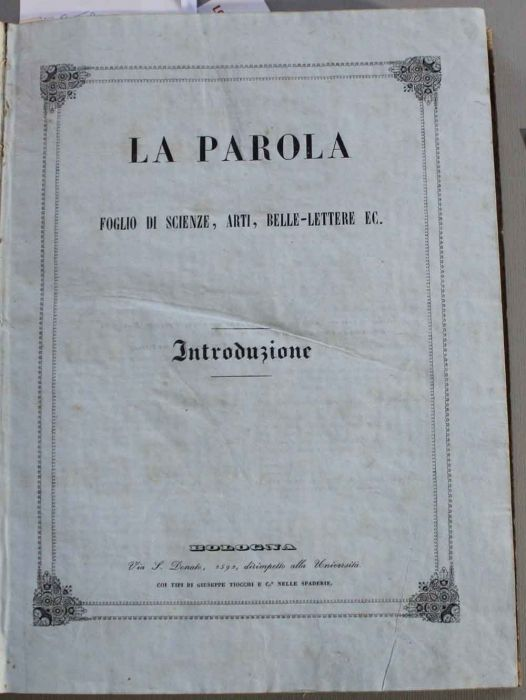 LA PAROLA
FOGLIO DI SCIENZE, ARTI, BELLE-LETTERE EC.
Introduzione
BOLOGNA
Via S. Donato, 2592, dirimpetto alla Università.
COI TIPI DI GIUSEPPE TIOCCHI E C.º NELLE SPADERIE.